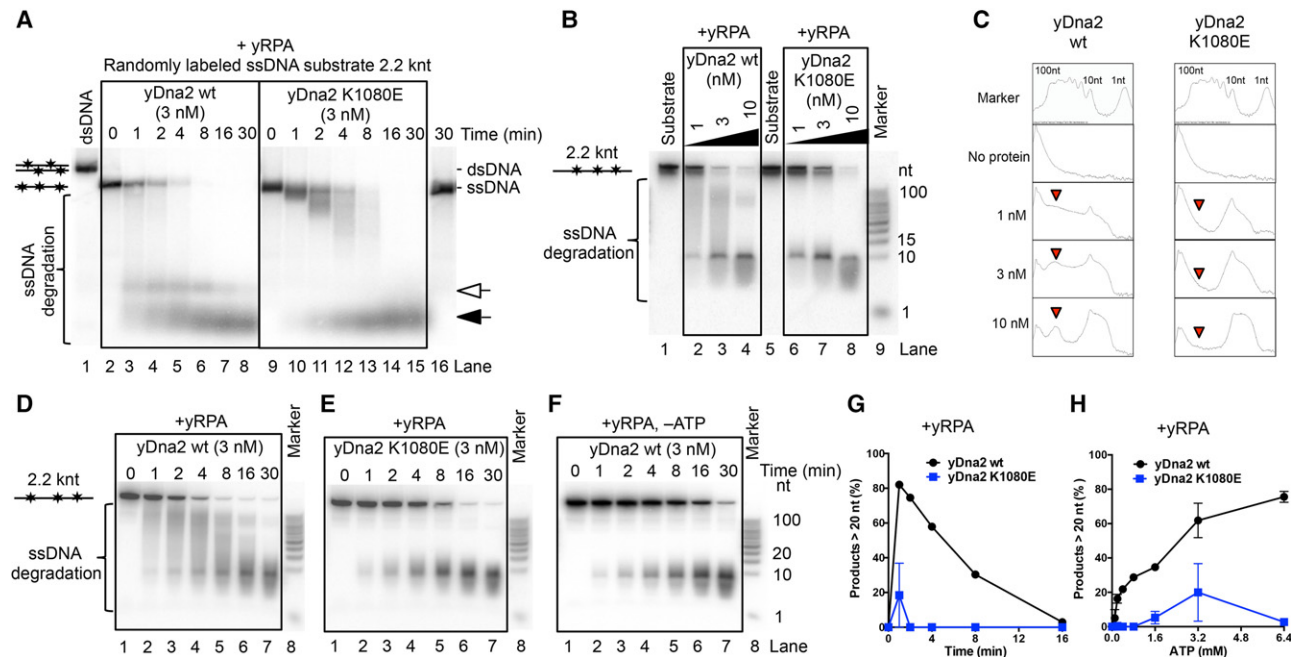 A
+ yRPA
Randomly labeled ssDNA substrate 2.2 knt
dsDNA
yDna2 wt
(3 nM)
yDna2 K1080E
(3 nM)
0 1 2 4 8 16 30 0 1 2 4 8 16 30 30 Time (min)
dsDNA
ssDNA
ssDNA
degradation
1 2 3 4 5 6 7 8 9 10 11 12 13 14 15 16 Lane
B
+yRPA +yRPA
Substrate
yDna2 wt
(nM)
1 3 10
Substrate
yDna2
K1080E
(nM)
1 3 10
Marker
2.2 knt
nt
100
15
10
1
ssDNA
degradation
1 2 3 4 5 6 7 8 9 Lane
C
yDna2
wt
yDna2
K1080E
Marker
100nt 10nt 1nt
100nt 10nt 1nt
No protein
1 nM
3 nM
10 nM
D
+yRPA
yDna2 wt (3 nM)
Marker
0 1 2 4 8 16 30
2.2 knt
ssDNA
degradation
1 2 3 4 5 6 7 8
E
+yRPA
yDna2 K1080E (3 nM)
Marker
0 1 2 4 8 16 30
1 2 3 4 5 6 7 8
F
+yRPA, –ATP
yDna2 wt (3 nM)
Marker
0 1 2 4 8 16 30 Time (min)
nt
100
20
10
1
1 2 3 4 5 6 7 8 Lane
G
+yRPA
yDna2 wt
yDna2 K1080E
Products > 20 nt (%)
100
80
60
40
20
0
0 4 8 12 16
Time (min)
H
+yRPA
yDna2 wt
yDna2 K1080E
Products > 20 nt (%)
100
80
60
40
20
0
0.0 1.6 3.2 4.8 6.4
ATP (mM)